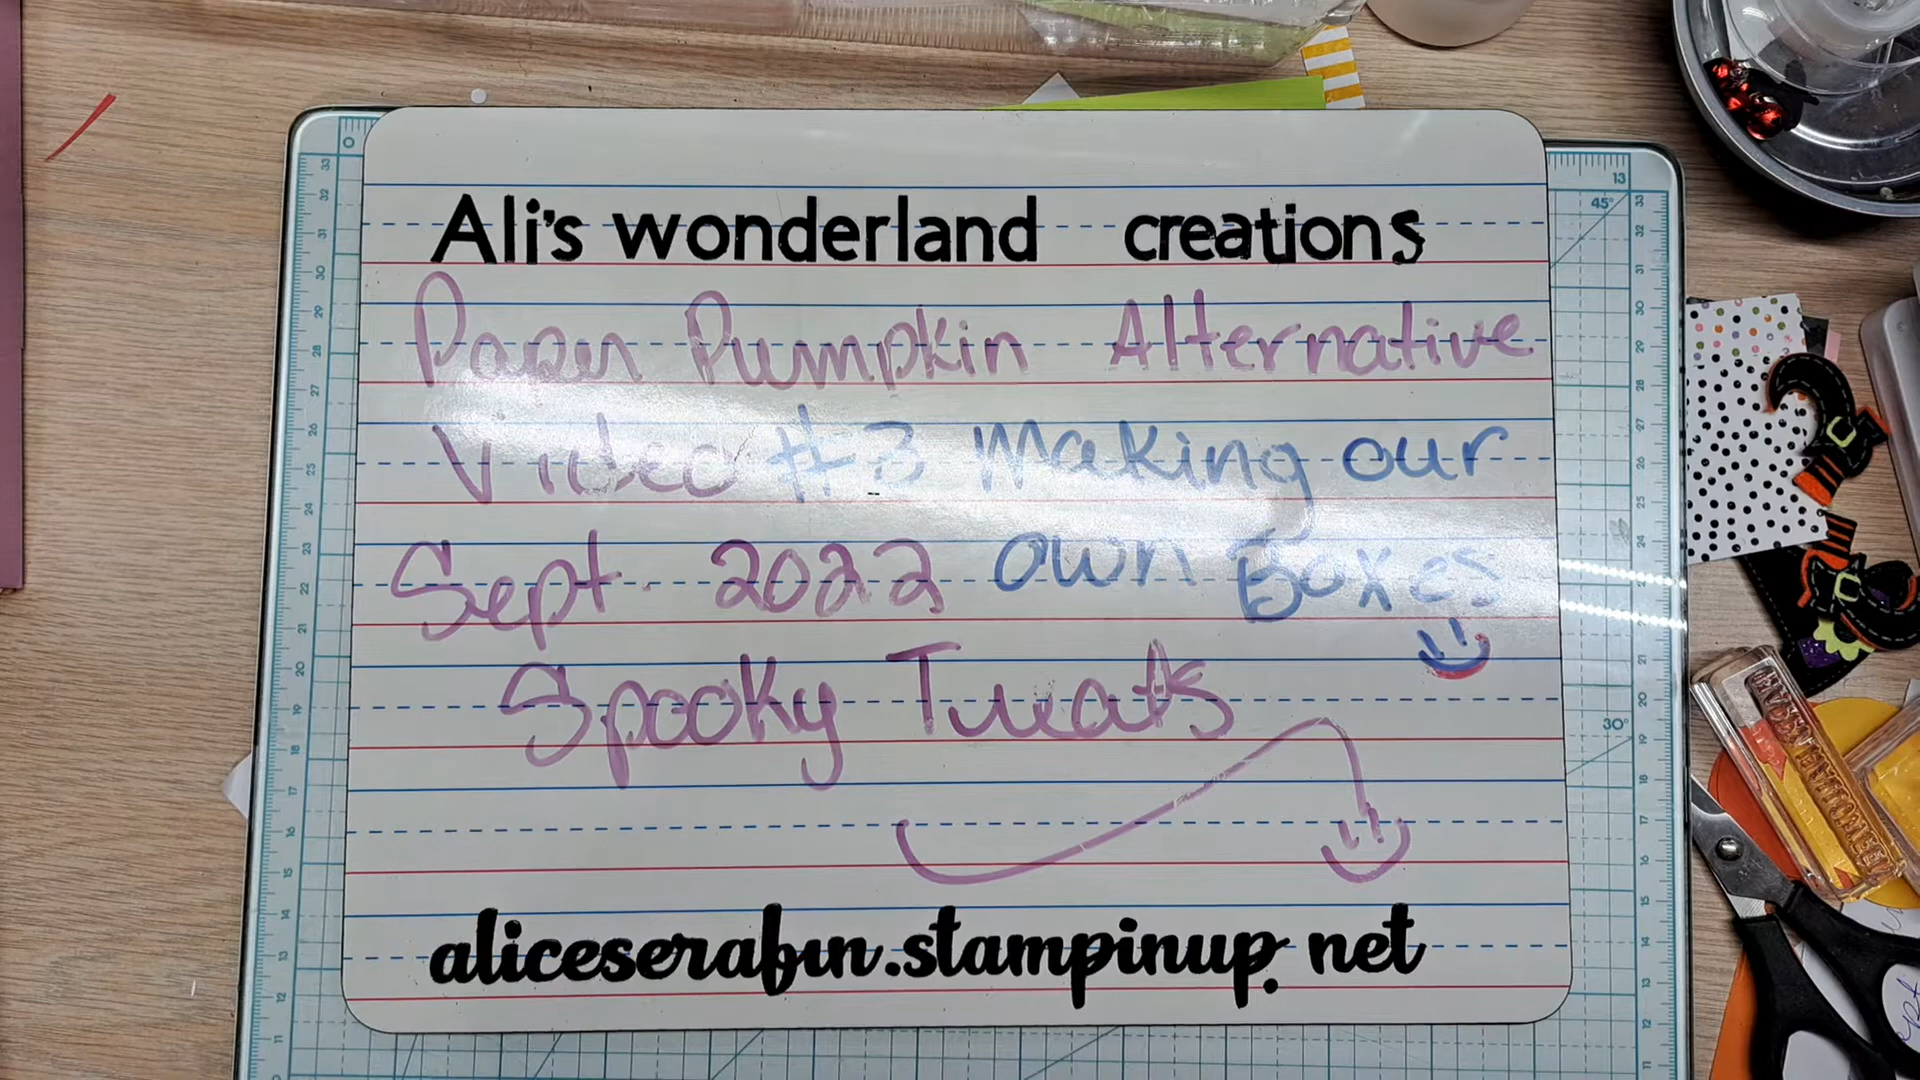 Ali's wonderland creations
Paper Pumpkin Alternative
Video #3 Making our
Sept. 2022 own Boxes
Spooky Treats
aliceserafin.stampinup.net